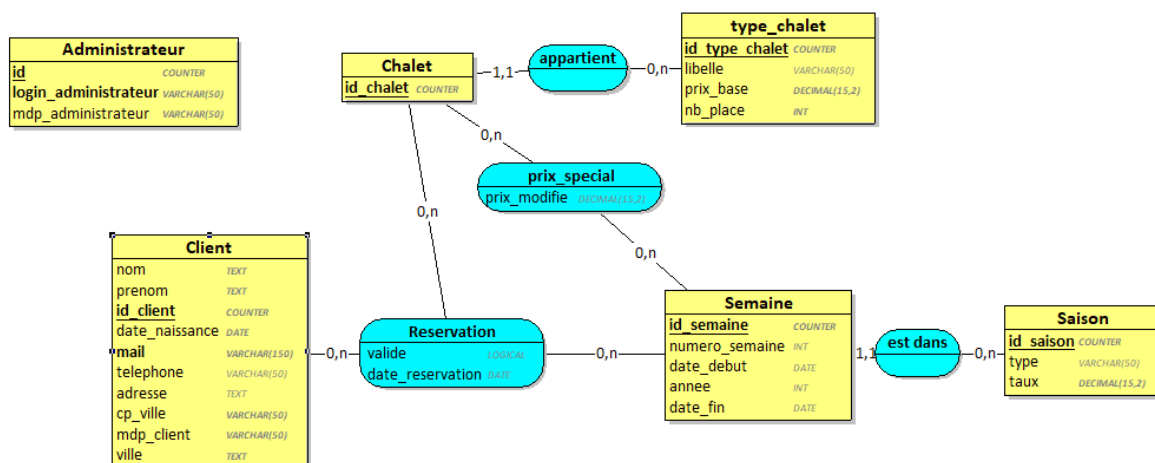 Administrateur
id COUNTER
login_administrateur VARCHAR(50)
mdp_administrateur VARCHAR(50)
Chalet
id_chalet COUNTER
1,1
appartient
0,n
type_chalet
id_type_chalet COUNTER
libelle VARCHAR(50)
prix_base DECIMAL(15,2)
nb_place INT
0,n
prix_special
prix_modifie DECIMAL(15,2)
0,n
0,n
Client
nom TEXT
prenom TEXT
id_client COUNTER
date_naissance DATE
mail VARCHAR(150)
telephone VARCHAR(50)
adresse TEXT
cp_ville VARCHAR(50)
mdp_client VARCHAR(50)
ville TEXT
0,n
Reservation
valide LOGICAL
date_reservation DATE
0,n
Semaine
id_semaine COUNTER
numero_semaine INT
date_debut DATE
annee INT
date_fin DATE
1,1
est dans
0,n
Saison
id_saison COUNTER
type VARCHAR(50)
taux DECIMAL(15,2)